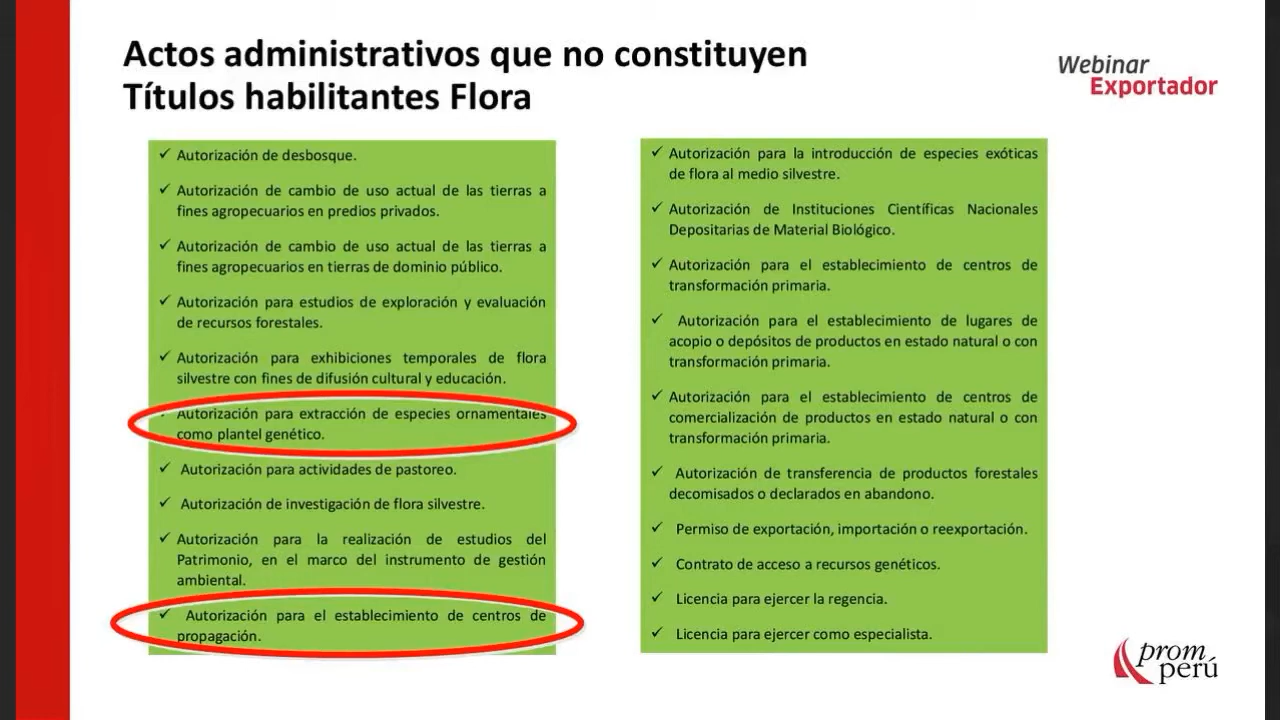 Actos administrativos que no constituyen
Títulos habilitantes Flora
Webinar
Exportador
✓ Autorización de desbosque.
✓ Autorización de cambio de uso actual de las tierras a
fines agropecuarios en predios privados.
✓ Autorización de cambio de uso actual de las tierras a
fines agropecuarios en tierras de dominio público.
✓ Autorización para estudios de exploración y evaluación
de recursos forestales.
✓ Autorización para exhibiciones temporales de flora
silvestre con fines de difusión cultural y educación.
✓ Autorización para extracción de especies ornamentales
como plantel genético.
✓ Autorización para actividades de pastoreo.
✓ Autorización de investigación de flora silvestre.
✓ Autorización para la realización de estudios del
Patrimonio, en el marco del instrumento de gestión
ambiental.
✓ Autorización para el establecimiento de centros de
propagación.
✓ Autorización para la introducción de especies exóticas
de flora al medio silvestre.
✓ Autorización de Instituciones Científicas Nacionales
Depositarias de Material Biológico.
✓ Autorización para el establecimiento de centros de
transformación primaria.
✓ Autorización para el establecimiento de lugares de
acopio o depósitos de productos en estado natural o con
transformación primaria.
✓ Autorización para el establecimiento de centros de
comercialización de productos en estado natural o con
transformación primaria.
✓ Autorización de transferencia de productos forestales
decomisados o declarados en abandono.
✓ Permiso de exportación, importación o reexportación.
✓ Contrato de acceso a recursos genéticos.
✓ Licencia para ejercer la regencia.
✓ Licencia para ejercer como especialista.
prom
perú